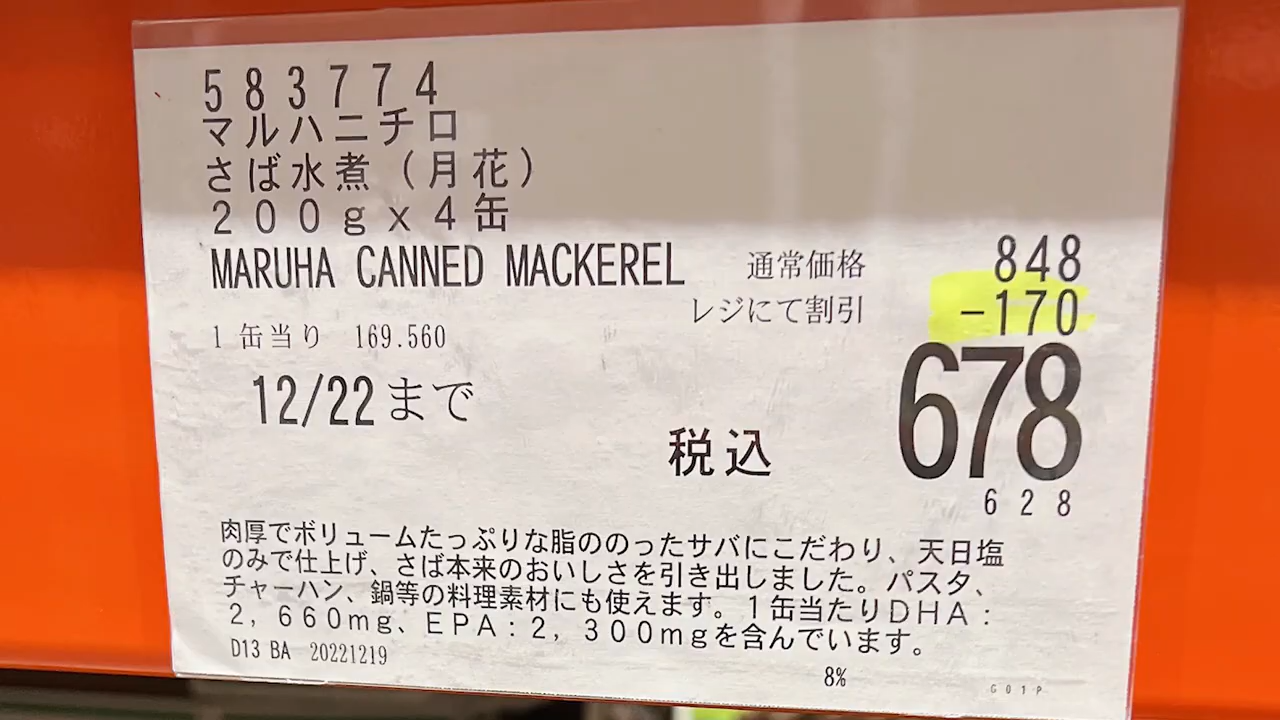 ５８３７７４
マルハニチロ
さば水煮（月花）
２００ｇｘ４缶
MARUHA CANNED MACKEREL
通常価格 848
レジにて割引 -170
678
1 缶当り 169.560
12/22まで
税込
628
肉厚でボリュームたっぷりな脂ののったサバにこだわり、天日塩
のみで仕上げ、さば本来のおいしさを引き出しました。パスタ、
チャーハン、鍋等の料理素材にも使えます。１缶当たりＤＨＡ：
２，６６０ｍｇ、ＥＰＡ：２，３００ｍｇを含んでいます。
D13 BA 20221219
8%
G01P